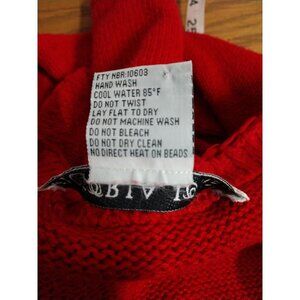 24
FTY NBR:10603
HAND WASH
COOL WATER 85°F
DO NOT TWIST
LAY FLAT TO DRY
DO NOT MACHINE WASH
DO NOT BLEACH
DO NOT DRY CLEAN
NO DIRECT HEAT ON BEADS